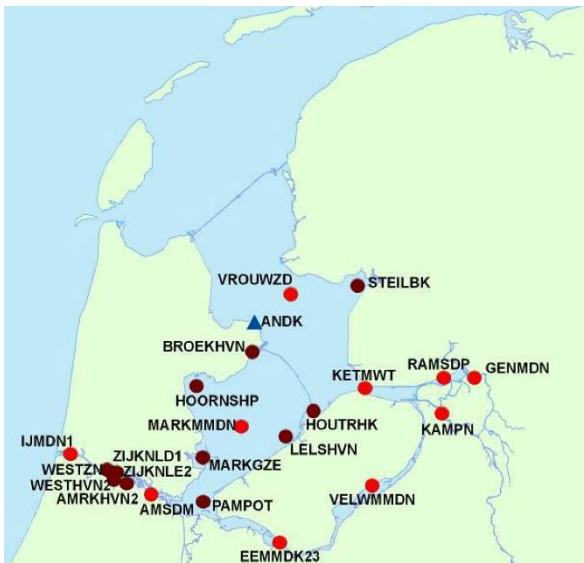 VROUWZD
STEILBK
ANDK
BROEKHVN
KETMWT
RAMSDP
GENMDN
HOORNSHP
HOUTRHK
KAMPN
MARKMMDN
IJMDN1
ZIJKNLD1
LELSHVN
WESTZN
ZIJKNLE2
MARKGZE
WESTHVN2
AMRKHVN2
VELWMMDN
AMSDM
PAMPOT
EEMMDK23